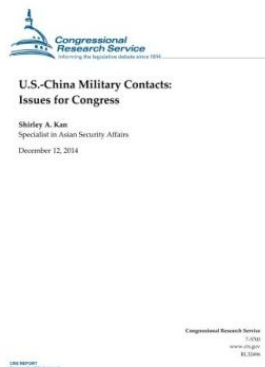 Congressional
Research Service
Informing the legislative debate since 1914
U.S.-China Military Contacts:
Issues for Congress
Shirley A. Kan
Specialist in Asian Security Affairs
December 12, 2014
Congressional Research Service
7-5700
www.crs.gov
RL32496
CRS REPORT